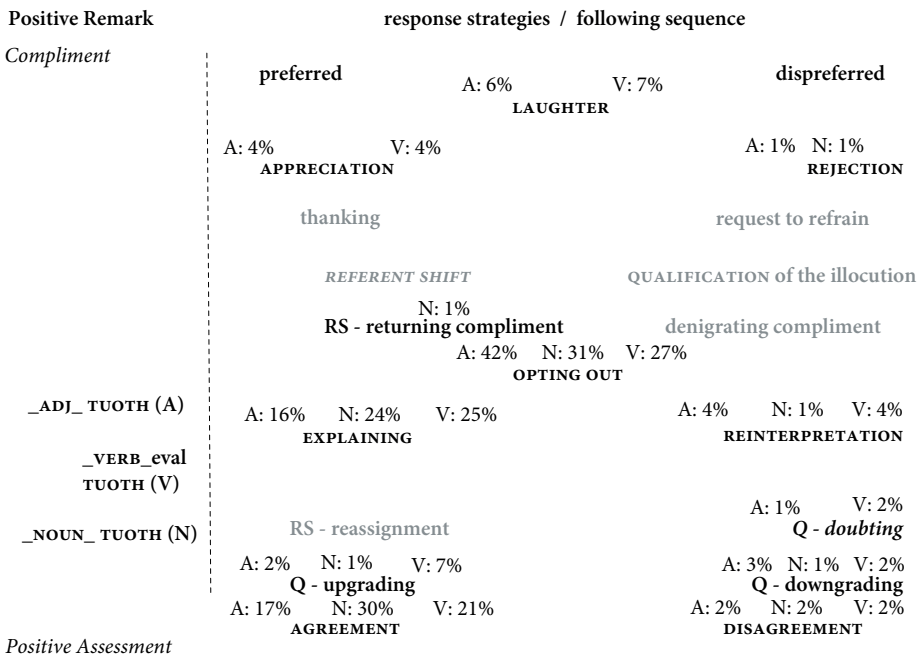 Positive Remark response strategies / following sequence
Compliment
preferred dispreferred
A: 6% V: 7%
LAUGHTER
A: 4% V: 4% A: 1% N: 1%
APPRECIATION REJECTION
thanking request to refrain
REFERENT SHIFT QUALIFICATION of the illocution
N: 1%
RS - returning compliment denigrating compliment
A: 42% N: 31% V: 27%
OPTING OUT
_ADJ_ TUOTH (A) A: 16% N: 24% V: 25% A: 4% N: 1% V: 4%
EXPLAINING REINTERPRETATION
_VERB_eval
TUOTH (V)
A: 1% V: 2%
_NOUN_ TUOTH (N) RS - reassignment Q - doubting
A: 2% N: 1% V: 7% A: 3% N: 1% V: 2%
Q - upgrading Q - downgrading
A: 17% N: 30% V: 21% A: 2% N: 2% V: 2%
AGREEMENT DISAGREEMENT
Positive Assessment